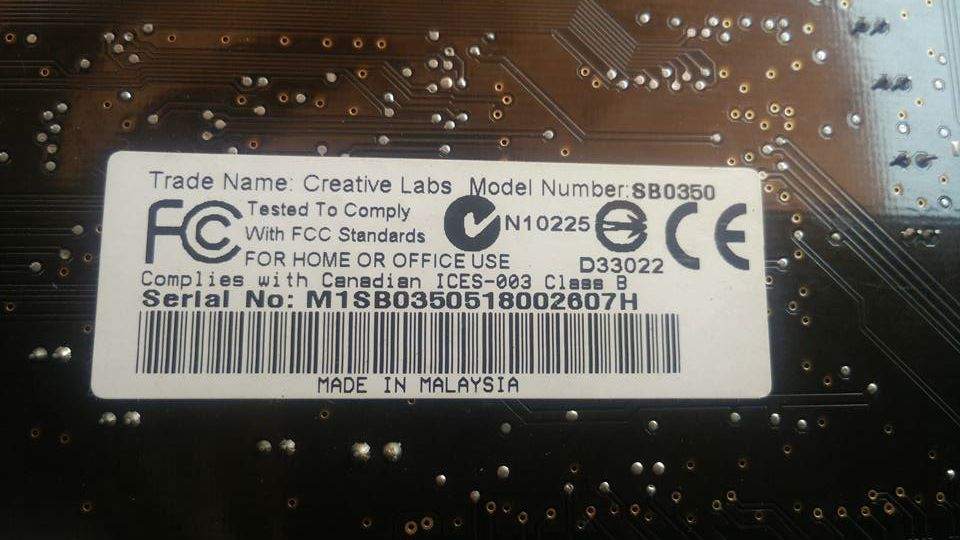 Trade Name: Creative Labs Model Number: SB0350
FC Tested To Comply
With FCC Standards
N10225
CE
FOR HOME OR OFFICE USE
D33022
Complies with Canadian ICES-003 Class B
Serial No: M1SB0350518002607H
MADE IN MALAYSIA